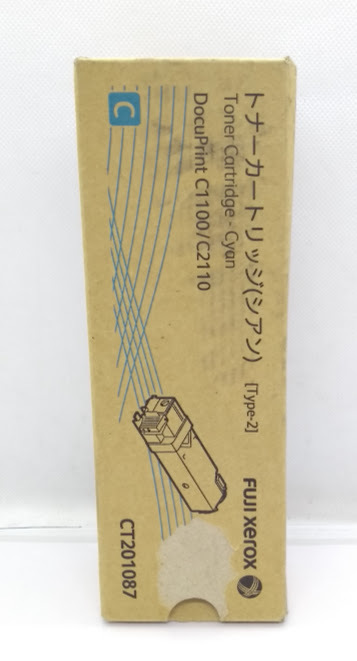 トナーカートリッジ(シアン) [Type-2]
Toner Cartridge - Cyan
DocuPrint C1100/C2110
C
FUJI xerox
CT201087